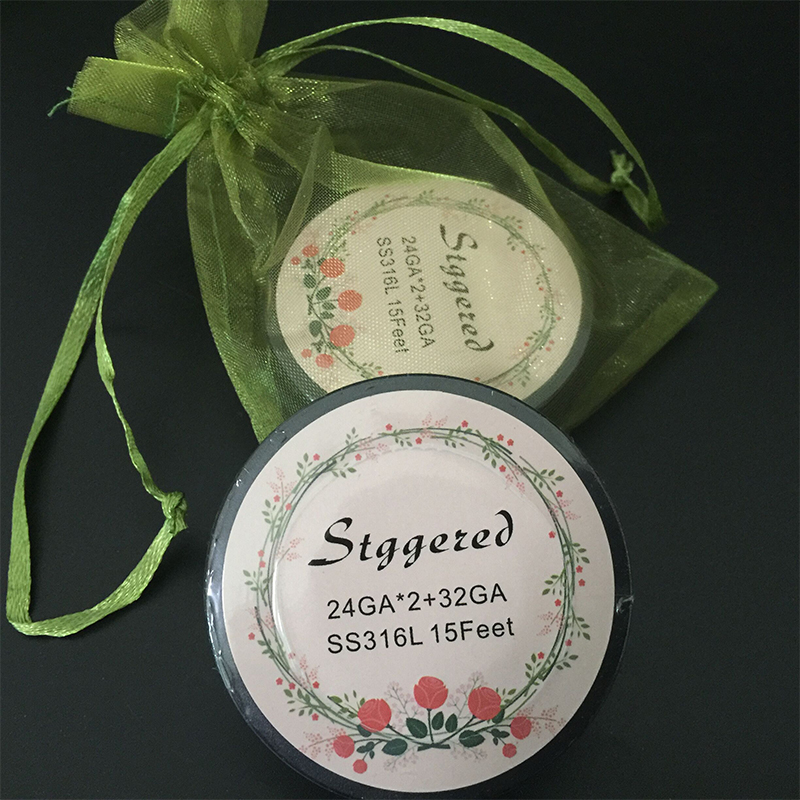 Stggered
24GA*2+32GA
SS316L 15Feet
Stggered
24GA*2+32GA
SS316L 15Feet